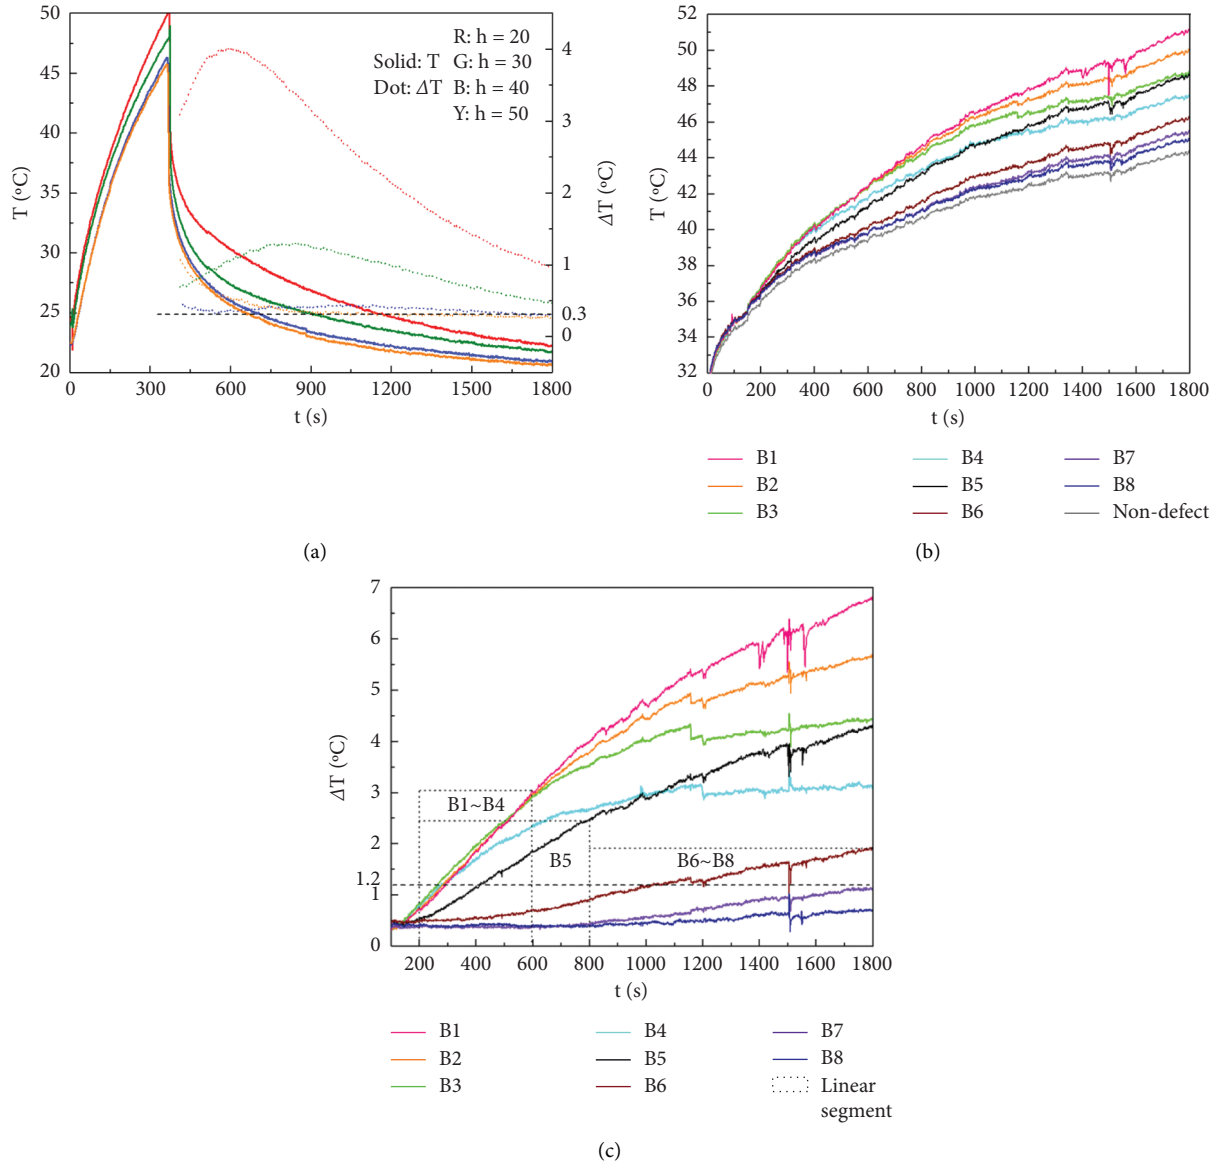 50
45
40
35
30
25
20
T (oC)
R: h = 20
Solid: T G: h = 30
Dot: ΔT B: h = 40
Y: h = 50
4
3
2
1
0.3
0
ΔT (oC)
0 300 600 900 1200 1500 1800
t (s)
(a)
52
50
48
46
44
42
40
38
36
34
32
T (oC)
0 200 400 600 800 1000 1200 1400 1600 1800
t (s)
B1 B4 B7
B2 B5 B8
B3 B6 Non-defect
(b)
7
6
5
4
3
2
1.2
1
0
ΔT (oC)
B1~B4
B5
B6~B8
200 400 600 800 1000 1200 1400 1600 1800
t (s)
B1 B4 B7
B2 B5 B8
B3 B6 Linear
segment
(c)